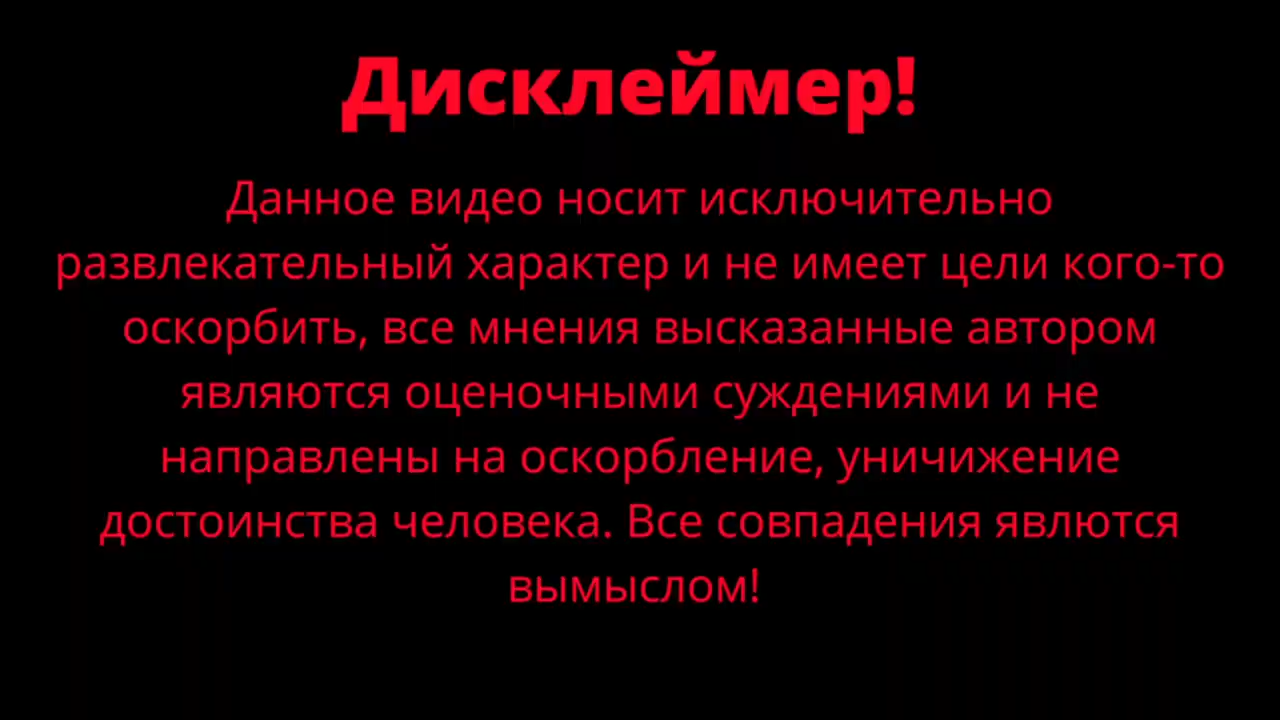 Дисклеймер!
Данное видео носит исключительно
развлекательный характер и не имеет цели кого-то
оскорбить, все мнения высказанные автором
являются оценочными суждениями и не
направлены на оскорбление, уничижение
достоинства человека. Все совпадения явлются
вымыслом!